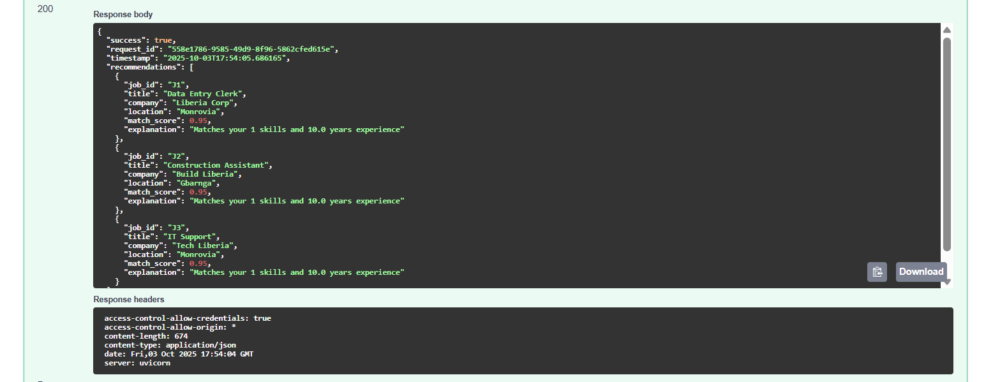 200
Response body
{
  "success": true,
  "request_id": "558e1786-9585-49d9-8f96-5862cfed615e",
  "timestamp": "2025-10-03T17:54:05.686165",
  "recommendations": [
    {
      "job_id": "J1",
      "title": "Data Entry Clerk",
      "company": "Liberia Corp",
      "location": "Monrovia",
      "match_score": 0.95,
      "explanation": "Matches your 1 skills and 10.0 years experience"
    },
    {
      "job_id": "J2",
      "title": "Construction Assistant",
      "company": "Build Liberia",
      "location": "Gbarnga",
      "match_score": 0.95,
      "explanation": "Matches your 1 skills and 10.0 years experience"
    },
    {
      "job_id": "J3",
      "title": "IT Support",
      "company": "Tech Liberia",
      "location": "Monrovia",
      "match_score": 0.95,
      "explanation": "Matches your 1 skills and 10.0 years experience"
    }
Download
Response headers
access-control-allow-credentials: true
access-control-allow-origin: *
content-length: 674
content-type: application/json
date: Fri,03 Oct 2025 17:54:04 GMT
server: uvicorn